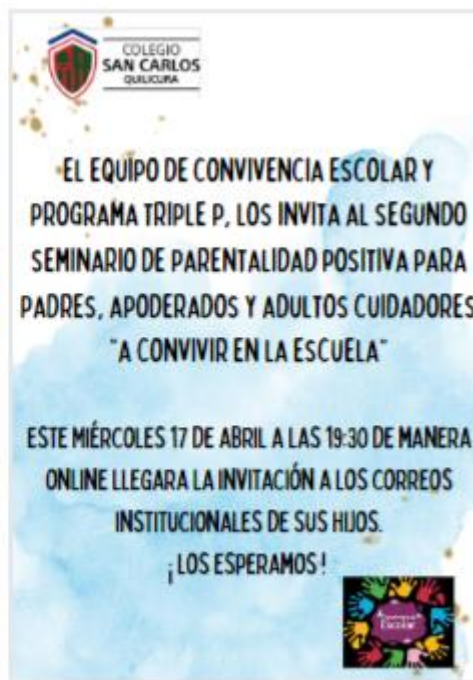 COLEGIO
SAN CARLOS
QUILICURA
EL EQUIPO DE CONVIVENCIA ESCOLAR Y
PROGRAMA TRIPLE P, LOS INVITA AL SEGUNDO
SEMINARIO DE PARENTALIDAD POSITIVA PARA
PADRES, APODERADOS Y ADULTOS CUIDADORES
"A CONVIVIR EN LA ESCUELA"
ESTE MIÉRCOLES 17 DE ABRIL A LAS 19:30 DE MANERA
ONLINE LLEGARA LA INVITACIÓN A LOS CORREOS
INSTITUCIONALES DE SUS HIJOS.
¡LOS ESPERAMOS!
ESCOLAR